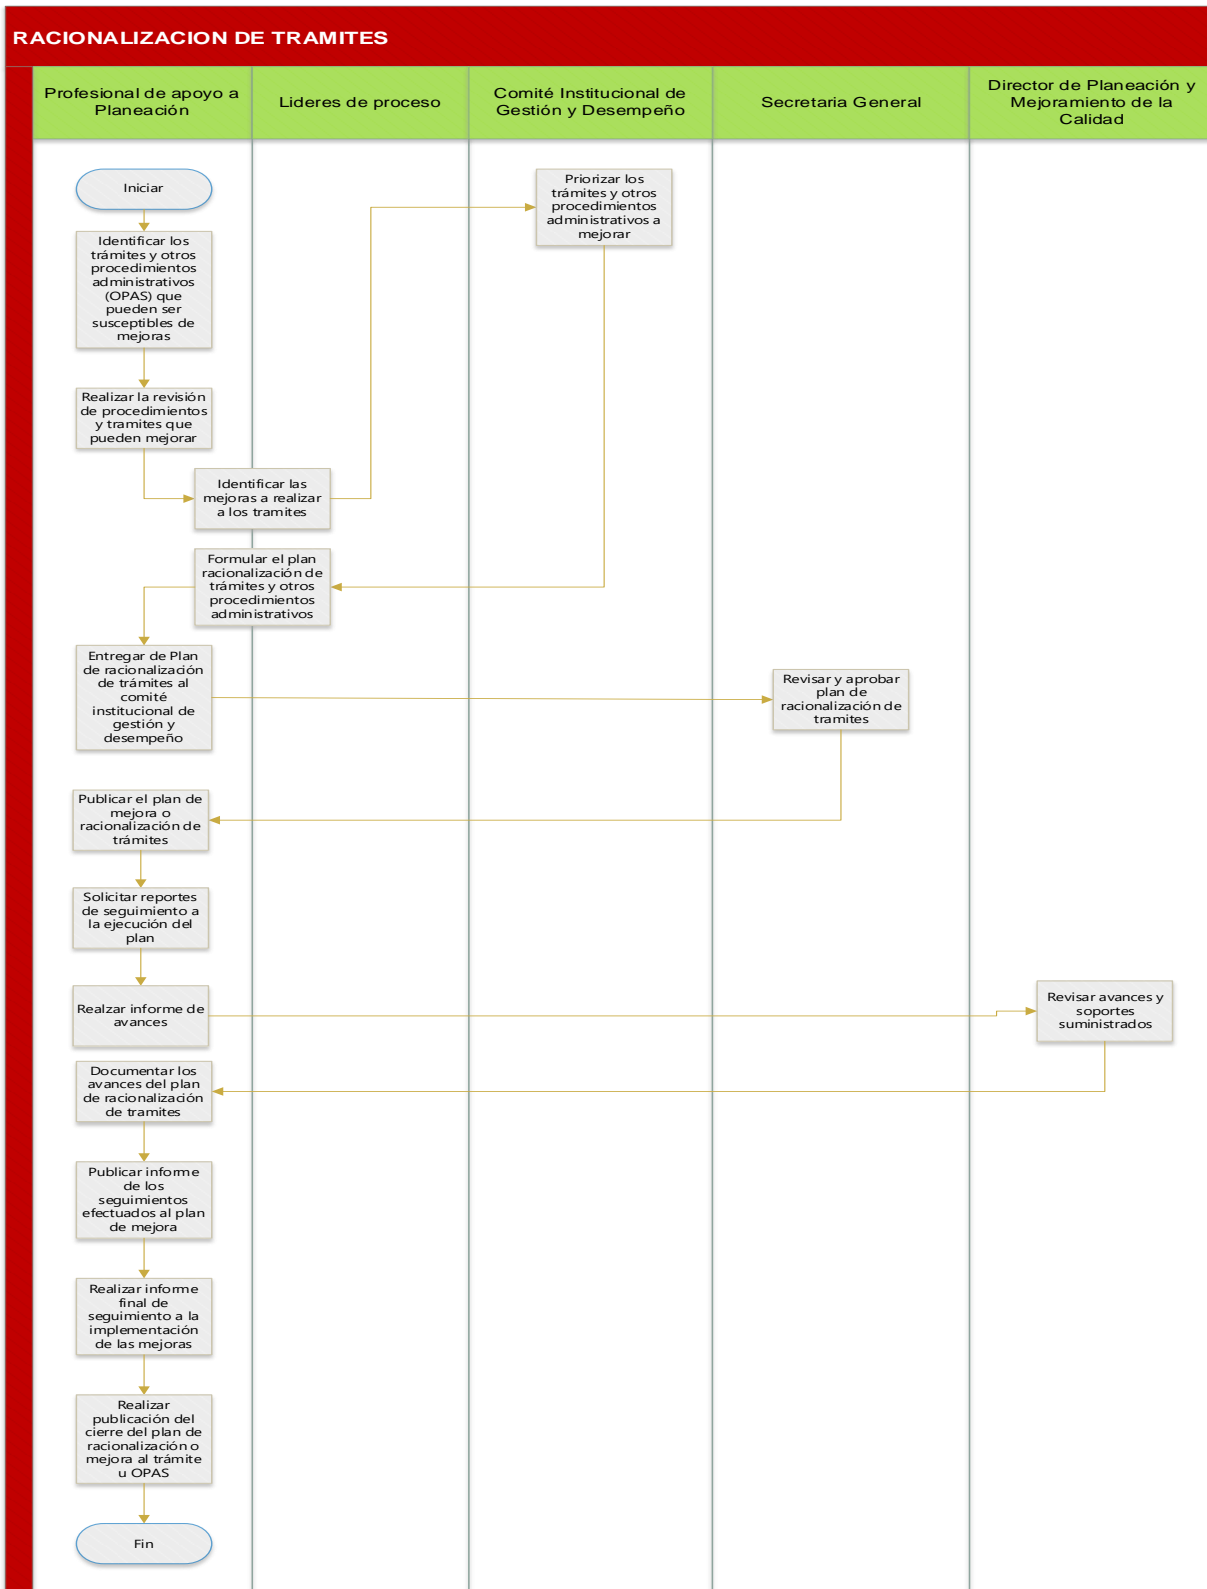 RACIONALIZACION DE TRAMITES
Profesional de apoyo a
Planeación
Lideres de proceso
Comité Institucional de
Gestión y Desempeño
Secretaria General
Director de Planeación y
Mejoramiento de la
Calidad
Iniciar
Priorizar los
trámites y otros
procedimientos
administrativos a
mejorar
Identificar los
trámites y otros
procedimientos
administrativos
(OPAS) que
pueden ser
susceptibles de
mejoras
Realizar la revisión
de procedimientos
y tramites que
pueden mejorar
Identificar las
mejoras a realizar
a los tramites
Formular el plan
racionalización de
trámites y otros
procedimientos
administrativos
Entregar de Plan
de racionalización
de trámites al
comité
institucional de
gestión y
desempeño
Revisar y aprobar
plan de
racionalización de
tramites
Publicar el plan de
mejora o
racionalización de
trámites
Solicitar reportes
de seguimiento a
la ejecución del
plan
Realzar informe de
avances
Revisar avances y
soportes
suministrados
Documentar los
avances del plan
de racionalización
de tramites
Publicar informe
de los
seguimientos
efectuados al plan
de mejora
Realizar informe
final de
seguimiento a la
implementación
de las mejoras
Realizar
publicación del
cierre del plan de
racionalización o
mejora al trámite
u OPAS
Fin